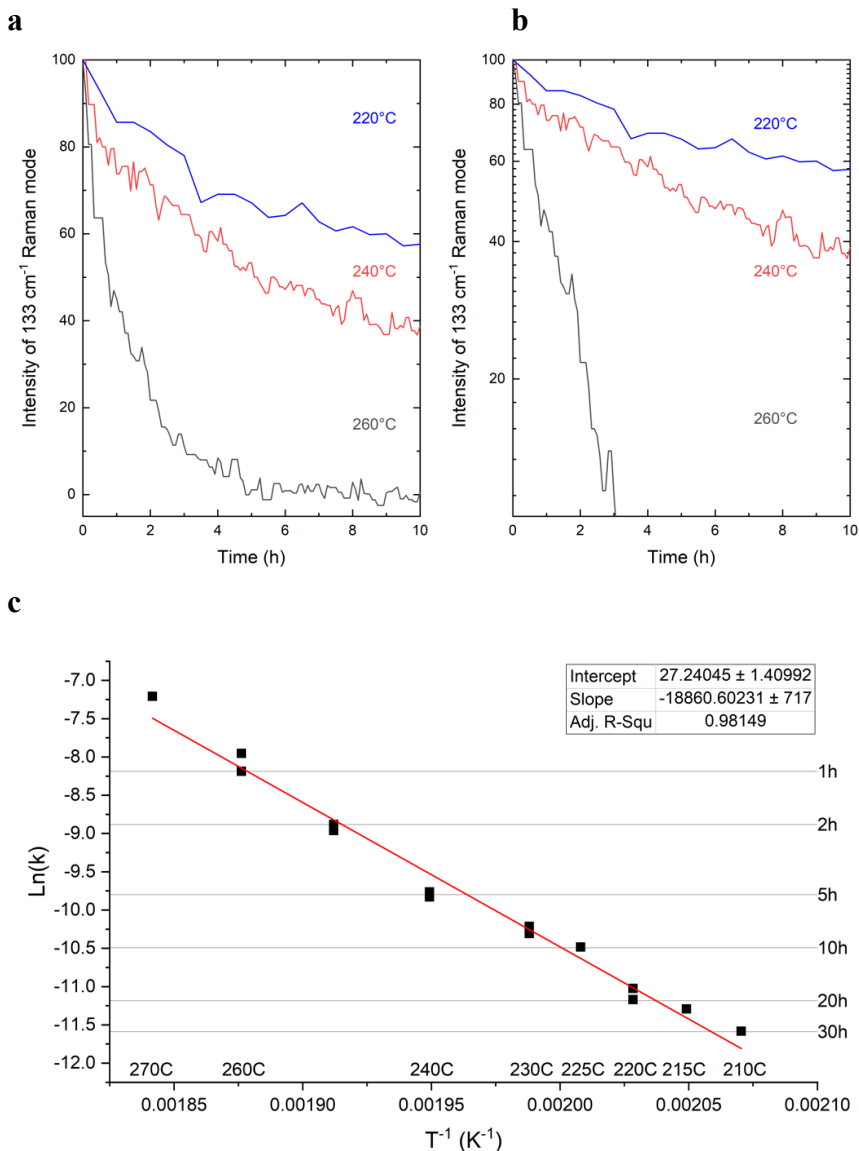 a
b
100
80
60
40
20
0
Intensity of 133 cm⁻¹ Raman mode
220°C
240°C
260°C
0 2 4 6 8 10
Time (h)
100
80
60
40
20
Intensity of 133 cm⁻¹ Raman mode
220°C
240°C
260°C
0 2 4 6 8 10
Time (h)
c
Intercept 27.24045 ± 1.40992
Slope -18860.60231 ± 717
Adj. R-Squ 0.98149
-7.0
-7.5
-8.0
-8.5
-9.0
-9.5
-10.0
-10.5
-11.0
-11.5
-12.0
Ln(k)
1h
2h
5h
10h
20h
30h
270C 260C 240C 230C 225C 220C 215C 210C
0.00185 0.00190 0.00195 0.00200 0.00205 0.00210
T⁻¹ (K⁻¹)